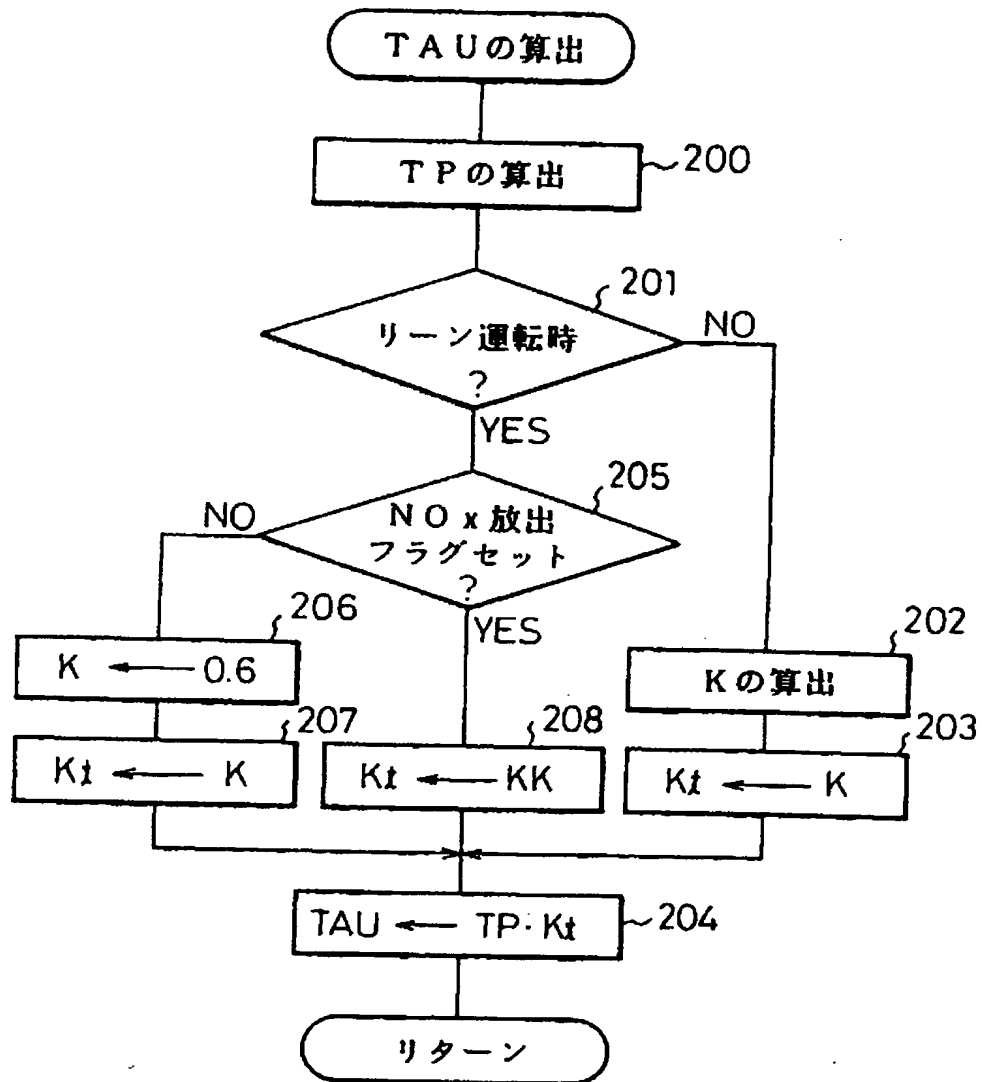 TAUの算出
TPの算出
200
リーン運転時
?
201
NO
YES
NOx放出
フラグセット
?
205
NO
YES
K ← 0.6
206
Kt ← K
207
Kt ← KK
208
Kの算出
202
Kt ← K
203
TAU ← TP・Kt
204
リターン